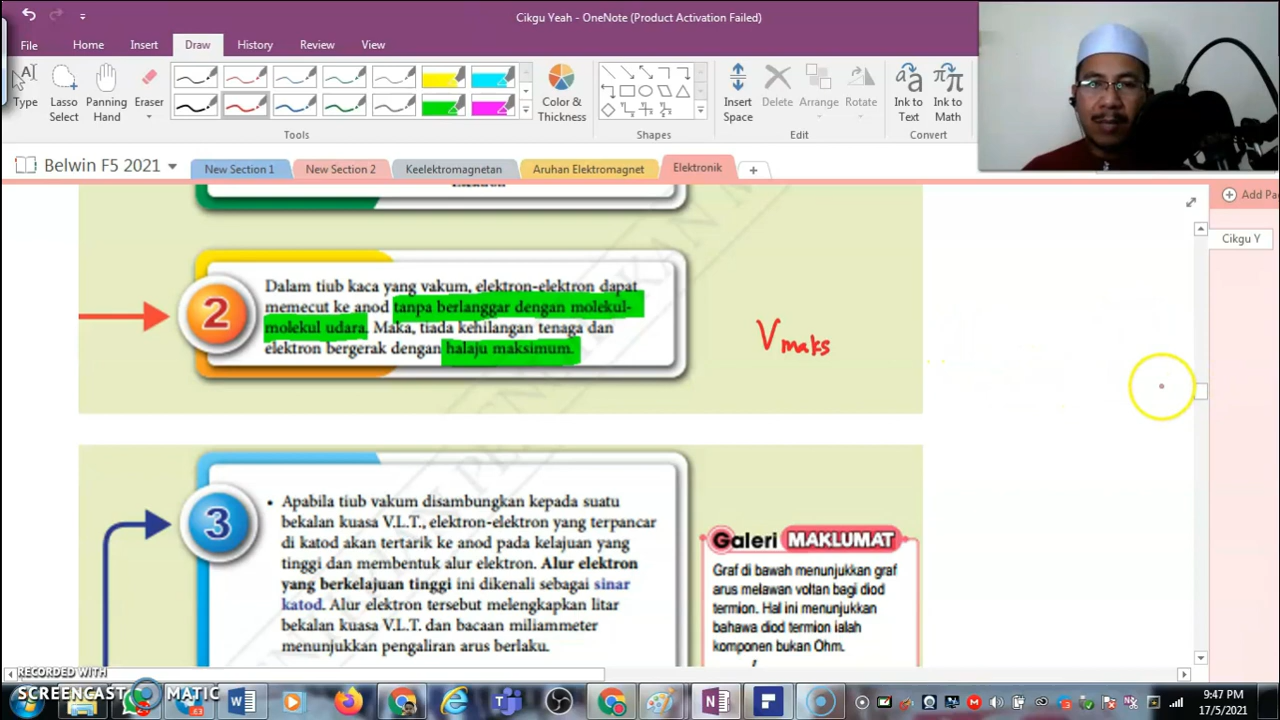 Cikgu Yeah - OneNote (Product Activation Failed)
File Home Insert Draw History Review View
Type
Lasso Select
Panning Hand
Eraser
Color & Thickness
Insert Space
Delete
Arrange
Rotate
Ink to Text
Ink to Math
Tools
Shapes
Edit
Convert
Belwin F5 2021
New Section 1
New Section 2
Keelektromagnetan
Aruhan Elektromagnet
Elektronik
Add Pa
Cikgu Y
2
Dalam tiub kaca yang vakum, elektron-elektron dapat
memecut ke anod tanpa berlanggar dengan molekul-
molekul udara. Maka, tiada kehilangan tenaga dan
elektron bergerak dengan halaju maksimum.
Vmaks
3
• Apabila tiub vakum disambungkan kepada suatu
bekalan kuasa V.L.T., elektron-elektron yang terpancar
di katod akan tertarik ke anod pada kelajuan yang
tinggi dan membentuk alur elektron. Alur elektron
yang berkelajuan tinggi ini dikenali sebagai sinar
katod. Alur elektron tersebut melengkapkan litar
bekalan kuasa V.L.T. dan bacaan miliammeter
menunjukkan pengaliran arus berlaku.
Galeri MAKLUMAT
Graf di bawah menunjukkan graf
arus melawan voltan bagi diod
termion. Hal ini menunjukkan
bahawa diod termion ialah
komponen bukan Ohm.
RECORDED WITH
SCREENCAST MATIC
9:47 PM
17/5/2021